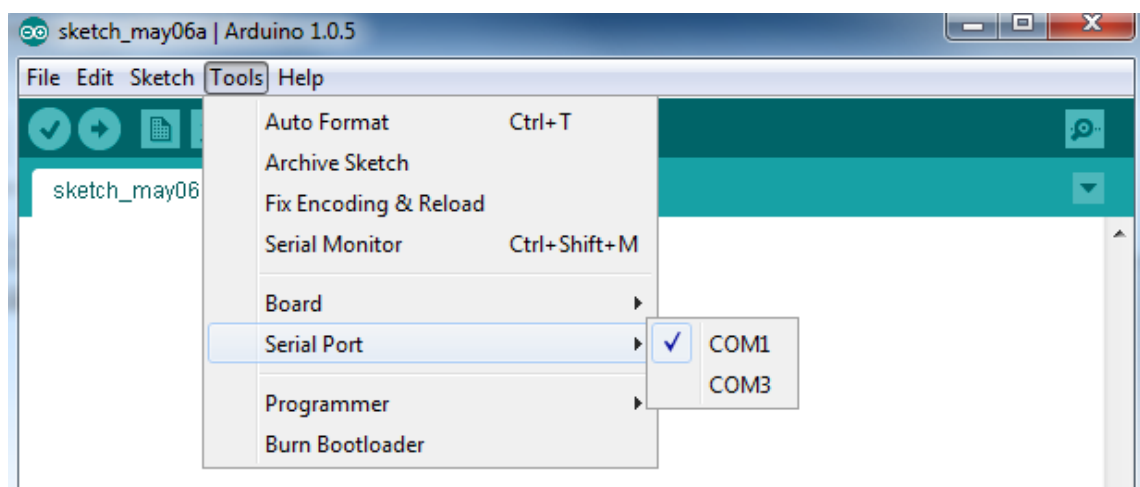 sketch_may06a | Arduino 1.0.5
File Edit Sketch Tools Help
Auto Format Ctrl+T
Archive Sketch
sketch_may06
Fix Encoding & Reload
Serial Monitor Ctrl+Shift+M
Board
Serial Port
COM1
COM3
Programmer
Burn Bootloader